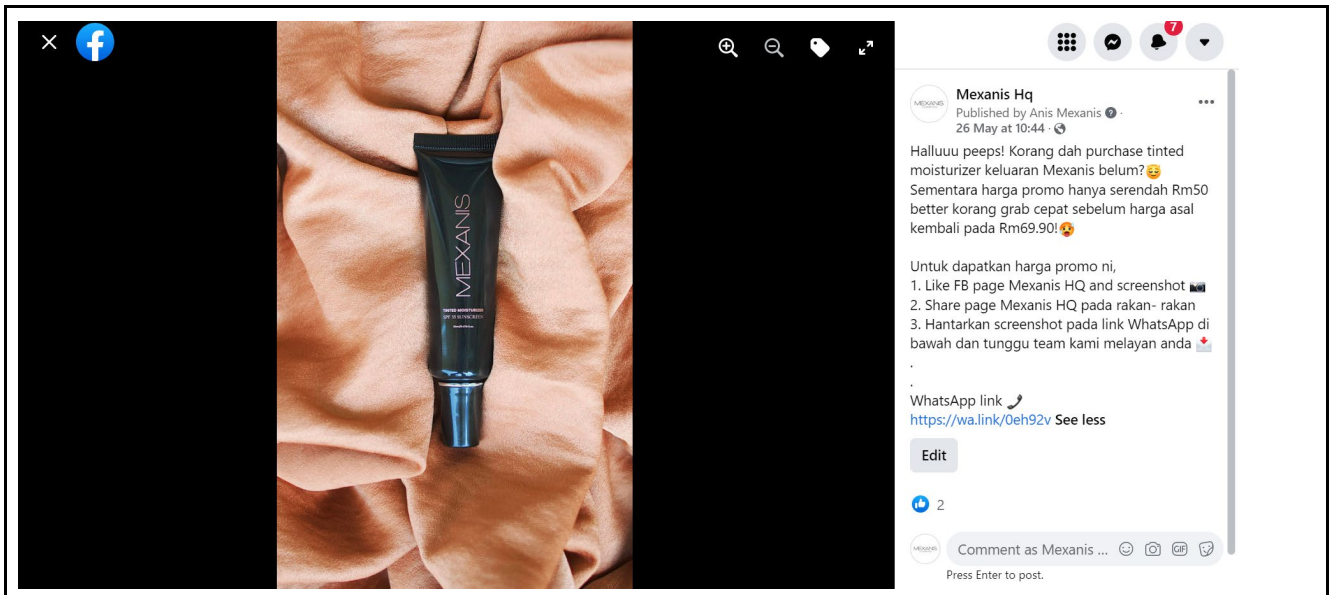 7
Mexanis Hq
Published by Anis Mexanis ·
26 May at 10:44 ·
Halluuu peeps! Korang dah purchase tinted
moisturizer keluaran Mexanis belum?😇
Sementara harga promo hanya serendah Rm50
better korang grab cepat sebelum harga asal
kembali pada Rm69.90!🥵
Untuk dapatkan harga promo ni,
1. Like FB page Mexanis HQ and screenshot 📷
2. Share page Mexanis HQ pada rakan- rakan
3. Hantarkan screenshot pada link WhatsApp di
bawah dan tunggu team kami melayan anda 📩
.
.
WhatsApp link 🤳
https://wa.link/0eh92v See less
Edit
2
Comment as Mexanis ...
GIF
Press Enter to post.
MEXANIS
TINTED MOISTURIZER
SPF 35 SUNSCREEN
MEXANIS
MEXANIS